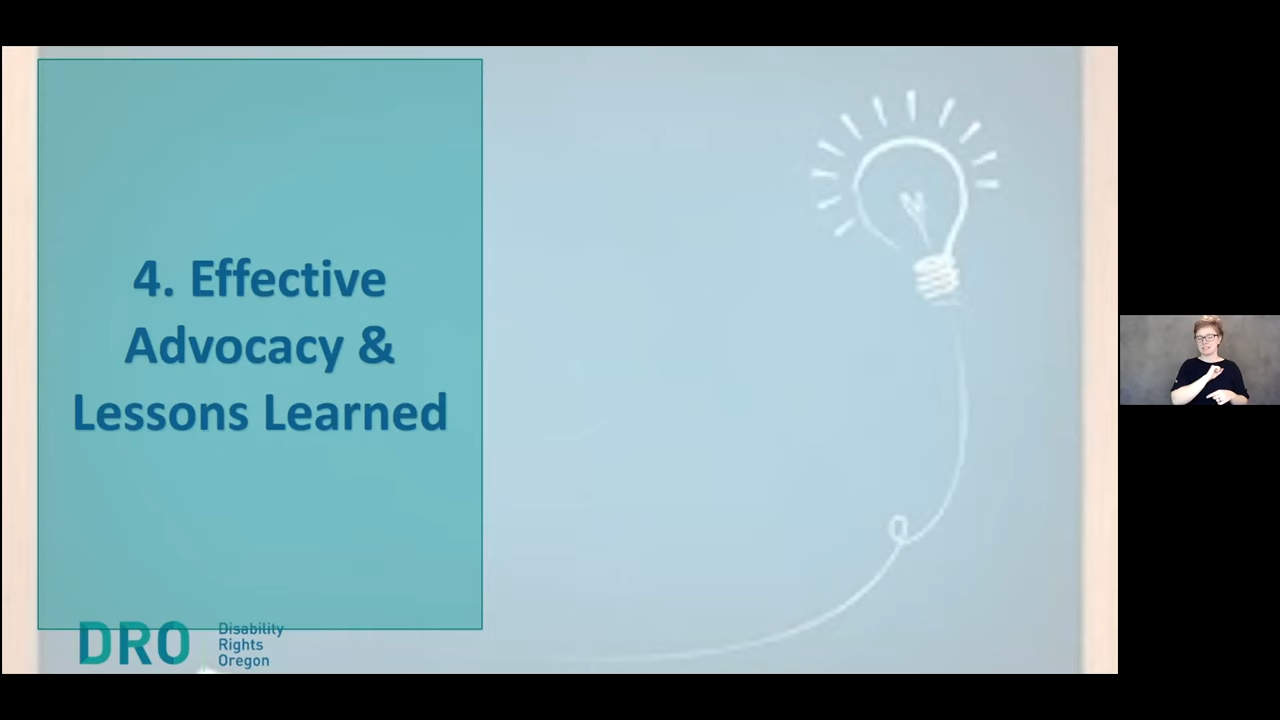 4. Effective
Advocacy &
Lessons Learned
DRO
Disability
Rights
Oregon